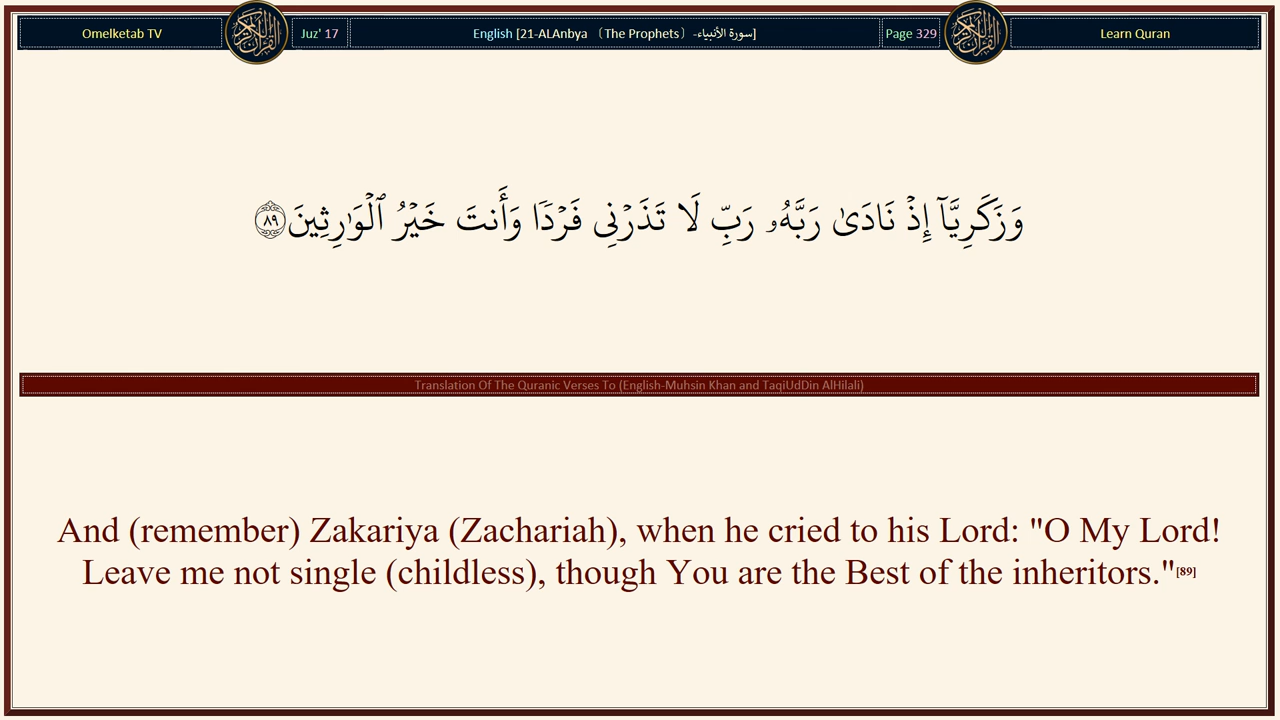 Omelketab TV
Juz' 17
English [21-ALAnbya （The Prophets）-سورة الأنبياء]
Page 329
Learn Quran
وَزَكَرِيَّآ إِذۡ نَادَىٰ رَبَّهُۥ رَبِّ لَا تَذَرۡنِي فَرۡدٗا وَأَنتَ خَيۡرُ ٱلۡوَٰرِثِينَ ٨٩
Translation Of The Quranic Verses To (English-Muhsin Khan and TaqiUdDin AlHilali)
And (remember) Zakariya (Zachariah), when he cried to his Lord: "O My Lord!
Leave me not single (childless), though You are the Best of the inheritors."[89]